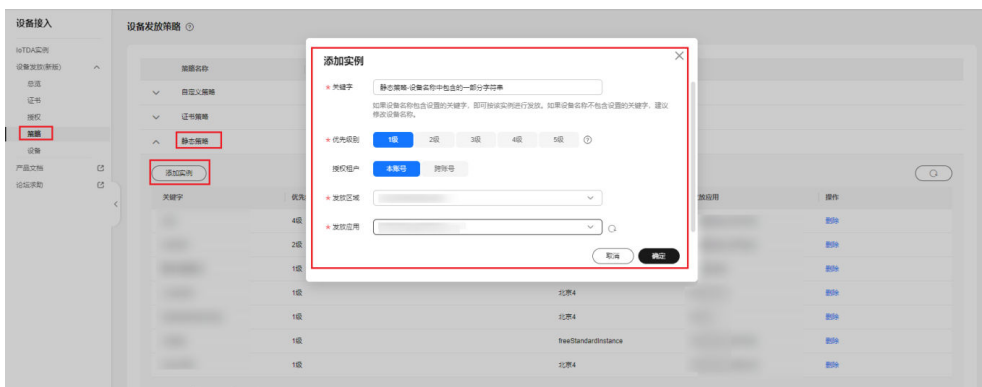 设备接入
设备发放策略
IoTDA实例
设备发放(新版)
总览
证书
授权
策略
设备
产品文档
论坛求助
策略名称
自定义策略
证书策略
静态策略
添加实例
添加实例
* 关键字
静态策略-设备名称中包含的一部分字符串
如果设备名称包含设置的关键字，即可按该实例进行发放。如果设备名称不包含设置的关键字，建议
修改设备名称。
* 优先级别 1级 2级 3级 4级 5级
授权租户 本账号 跨账号
* 发放区域
* 发放应用
取消 确定
关键字 优先 发放应用 操作
4级 删除
2级 删除
1级 删除
1级 北京4 删除
1级 北京4 删除
1级 freeStandardInstance 删除
1级 北京4 删除